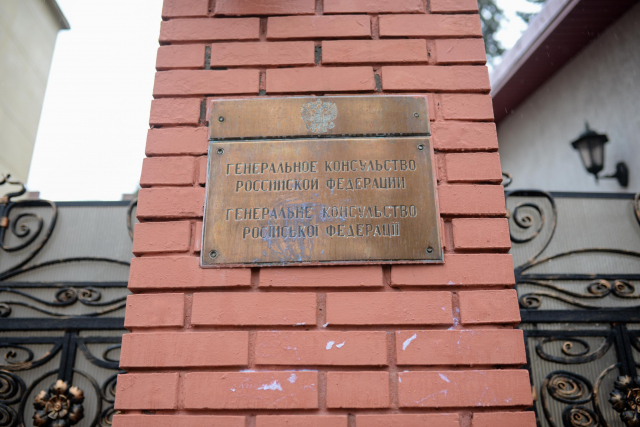 ГЕНЕРАЛЬНОЕ КОНСУЛЬСТВО
РОССИЙСКОЙ ФЕДЕРАЦИИ
ГЕНЕРАЛЬНЕ КОНСУЛЬСТВО
РОСІЙСЬКОЇ ФЕДЕРАЦІЇ